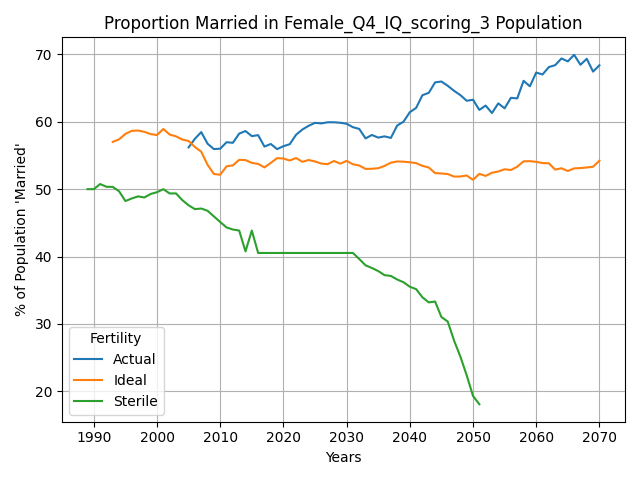 Proportion Married in Female_Q4_IQ_scoring_3 Population
% of Population 'Married'
70
60
50
40
30
20
Fertility
Actual
Ideal
Sterile
1990 2000 2010 2020 2030 2040 2050 2060 2070
Years